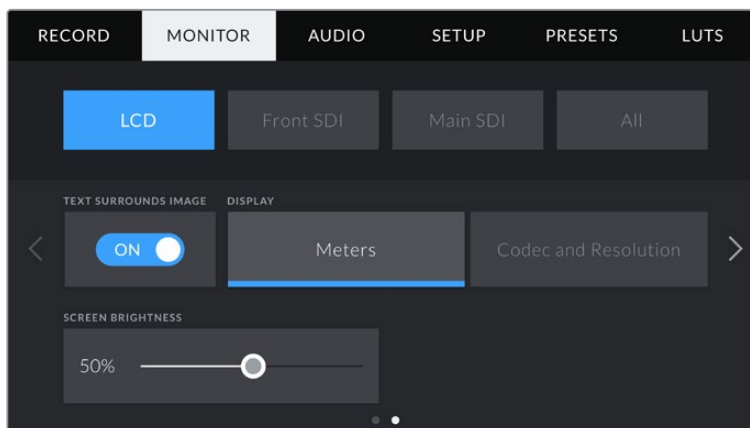 RECORD MONITOR AUDIO SETUP PRESETS LUTS
LCD Front SDI Main SDI All
TEXT SURROUNDS IMAGE DISPLAY
ON Meters Codec and Resolution
SCREEN BRIGHTNESS
50%